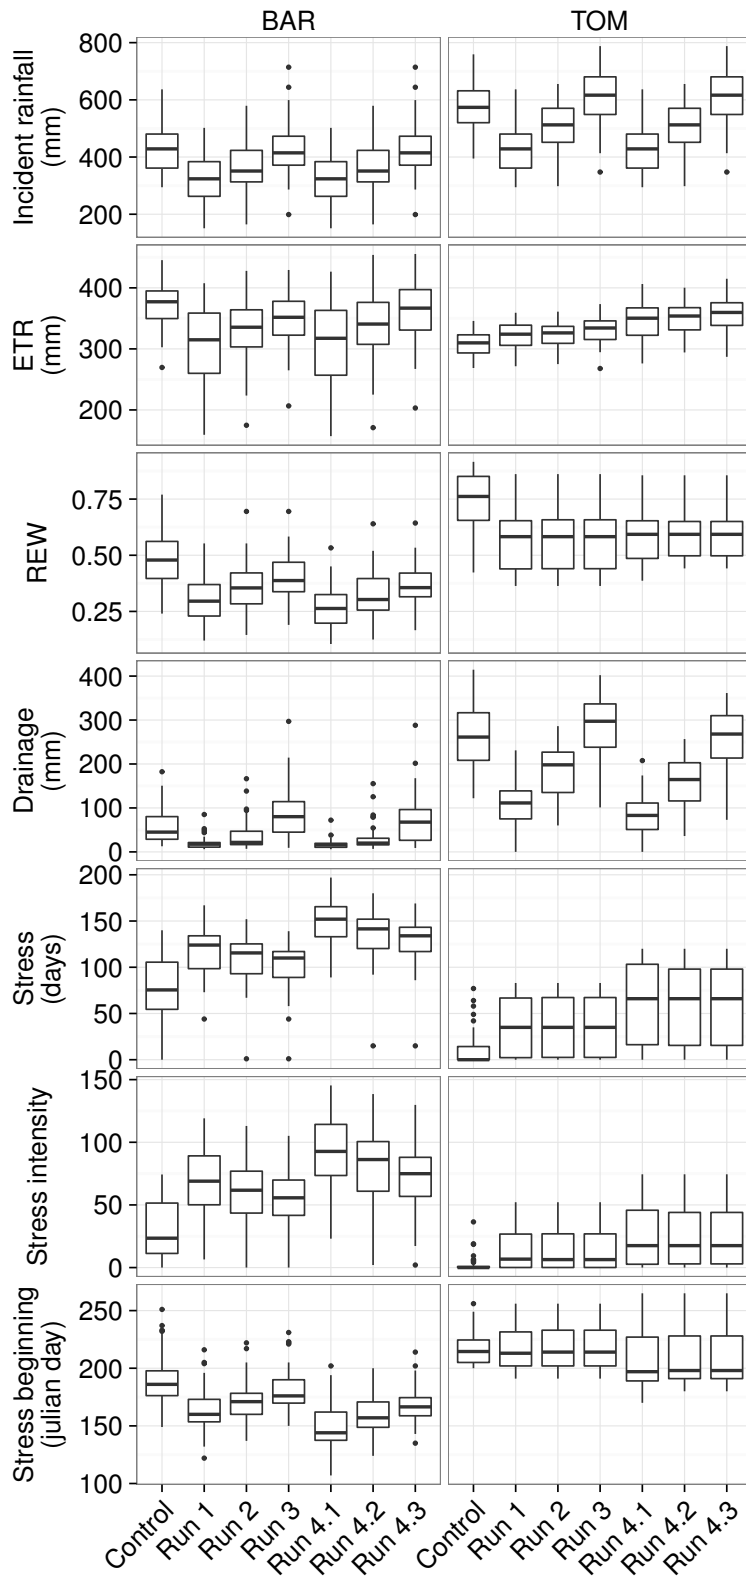 BAR TOM
Incident rainfall
(mm)
800
600
400
200
ETR
(mm)
400
300
200
REW
0.75
0.50
0.25
Drainage
(mm)
400
300
200
100
0
Stress
(days)
200
150
100
50
0
Stress intensity
150
100
50
0
Stress beginning
(julian day)
250
200
150
100
Control Run 1 Run 2 Run 3 Run 4.1 Run 4.2 Run 4.3 Control Run 1 Run 2 Run 3 Run 4.1 Run 4.2 Run 4.3